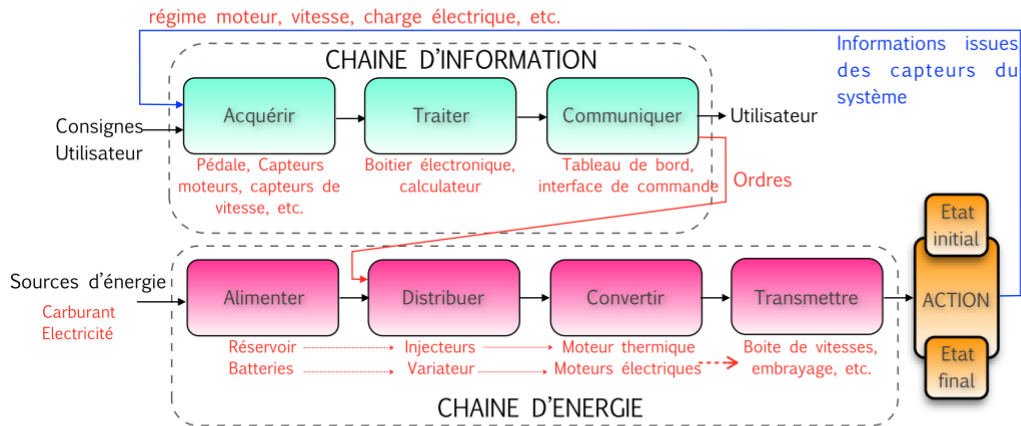 régime moteur, vitesse, charge électrique, etc.
Informations issues
des capteurs du
système
CHAINE D'INFORMATION
Acquérir
Traiter
Communiquer
Utilisateur
Consignes
Utilisateur
Pédale, Capteurs
moteurs, capteurs de
vitesse, etc.
Boitier électronique,
calculateur
Tableau de bord,
interface de commande
Ordres
Etat
initial
Sources d'énergie
Carburant
Electricité
Alimenter
Distribuer
Convertir
Transmettre
ACTION
Réservoir
Injecteurs
Moteur thermique
Boite de vitesses,
Batteries
Variateur
Moteurs électriques
embrayage, etc.
Etat
final
CHAINE D'ENERGIE